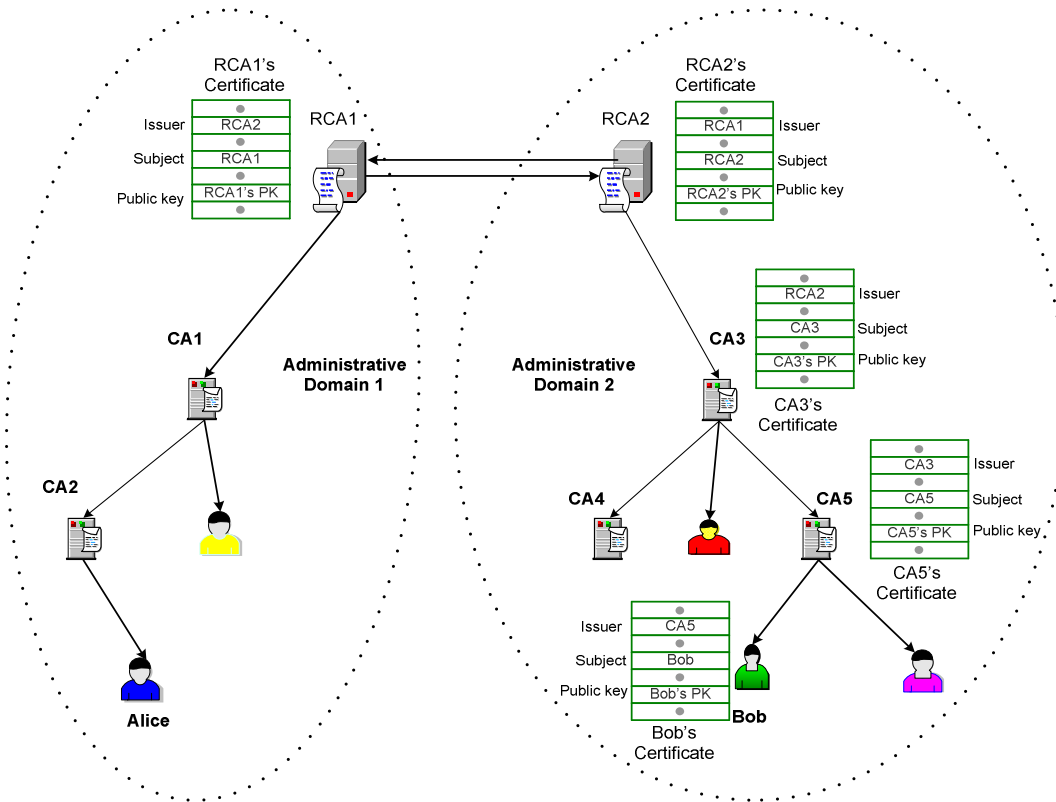 RCA1's
Certificate
Issuer
RCA2
Subject
RCA1
Public key
RCA1's PK
RCA1
RCA2
RCA2's
Certificate
RCA1
Issuer
RCA2
Subject
RCA2's PK
Public key
CA1
Administrative
Domain 1
Administrative
Domain 2
CA3
RCA2
Issuer
CA3
Subject
CA3's PK
Public key
CA3's
Certificate
CA2
CA4
CA5
CA3
Issuer
CA5
Subject
CA5's PK
Public key
CA5's
Certificate
Issuer
CA5
Subject
Bob
Public key
Bob's PK
Bob's
Certificate
Alice
Bob